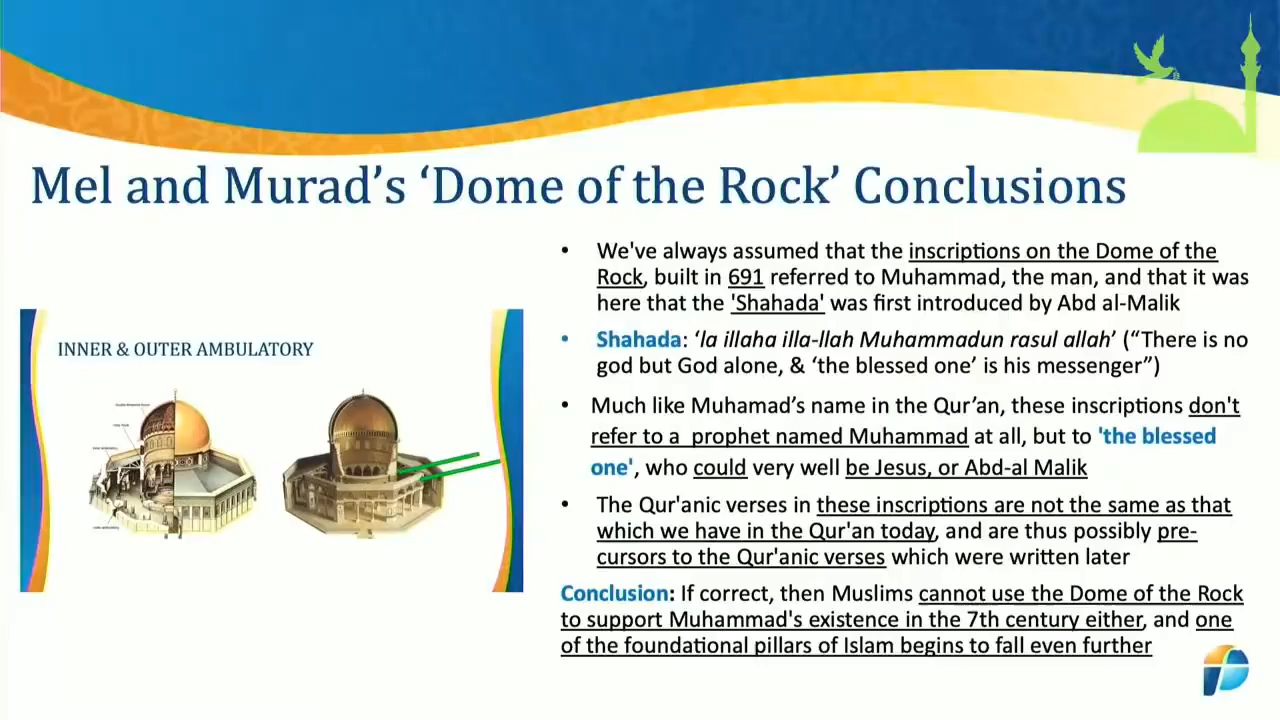 Mel and Murad’s ‘Dome of the Rock’ Conclusions
INNER & OUTER AMBULATORY
• We've always assumed that the inscriptions on the Dome of the
Rock, built in 691 referred to Muhammad, the man, and that it was
here that the 'Shahada' was first introduced by Abd al-Malik
• Shahada: ‘la illaha illa-llah Muhammadun rasul allah’ (“There is no
god but God alone, & ‘the blessed one’ is his messenger”)
• Much like Muhamad’s name in the Qur’an, these inscriptions don't
refer to a prophet named Muhammad at all, but to 'the blessed
one', who could very well be Jesus, or Abd-al Malik
• The Qur'anic verses in these inscriptions are not the same as that
which we have in the Qur'an today, and are thus possibly pre-
cursors to the Qur'anic verses which were written later
Conclusion: If correct, then Muslims cannot use the Dome of the Rock
to support Muhammad's existence in the 7th century either, and one
of the foundational pillars of Islam begins to fall even further